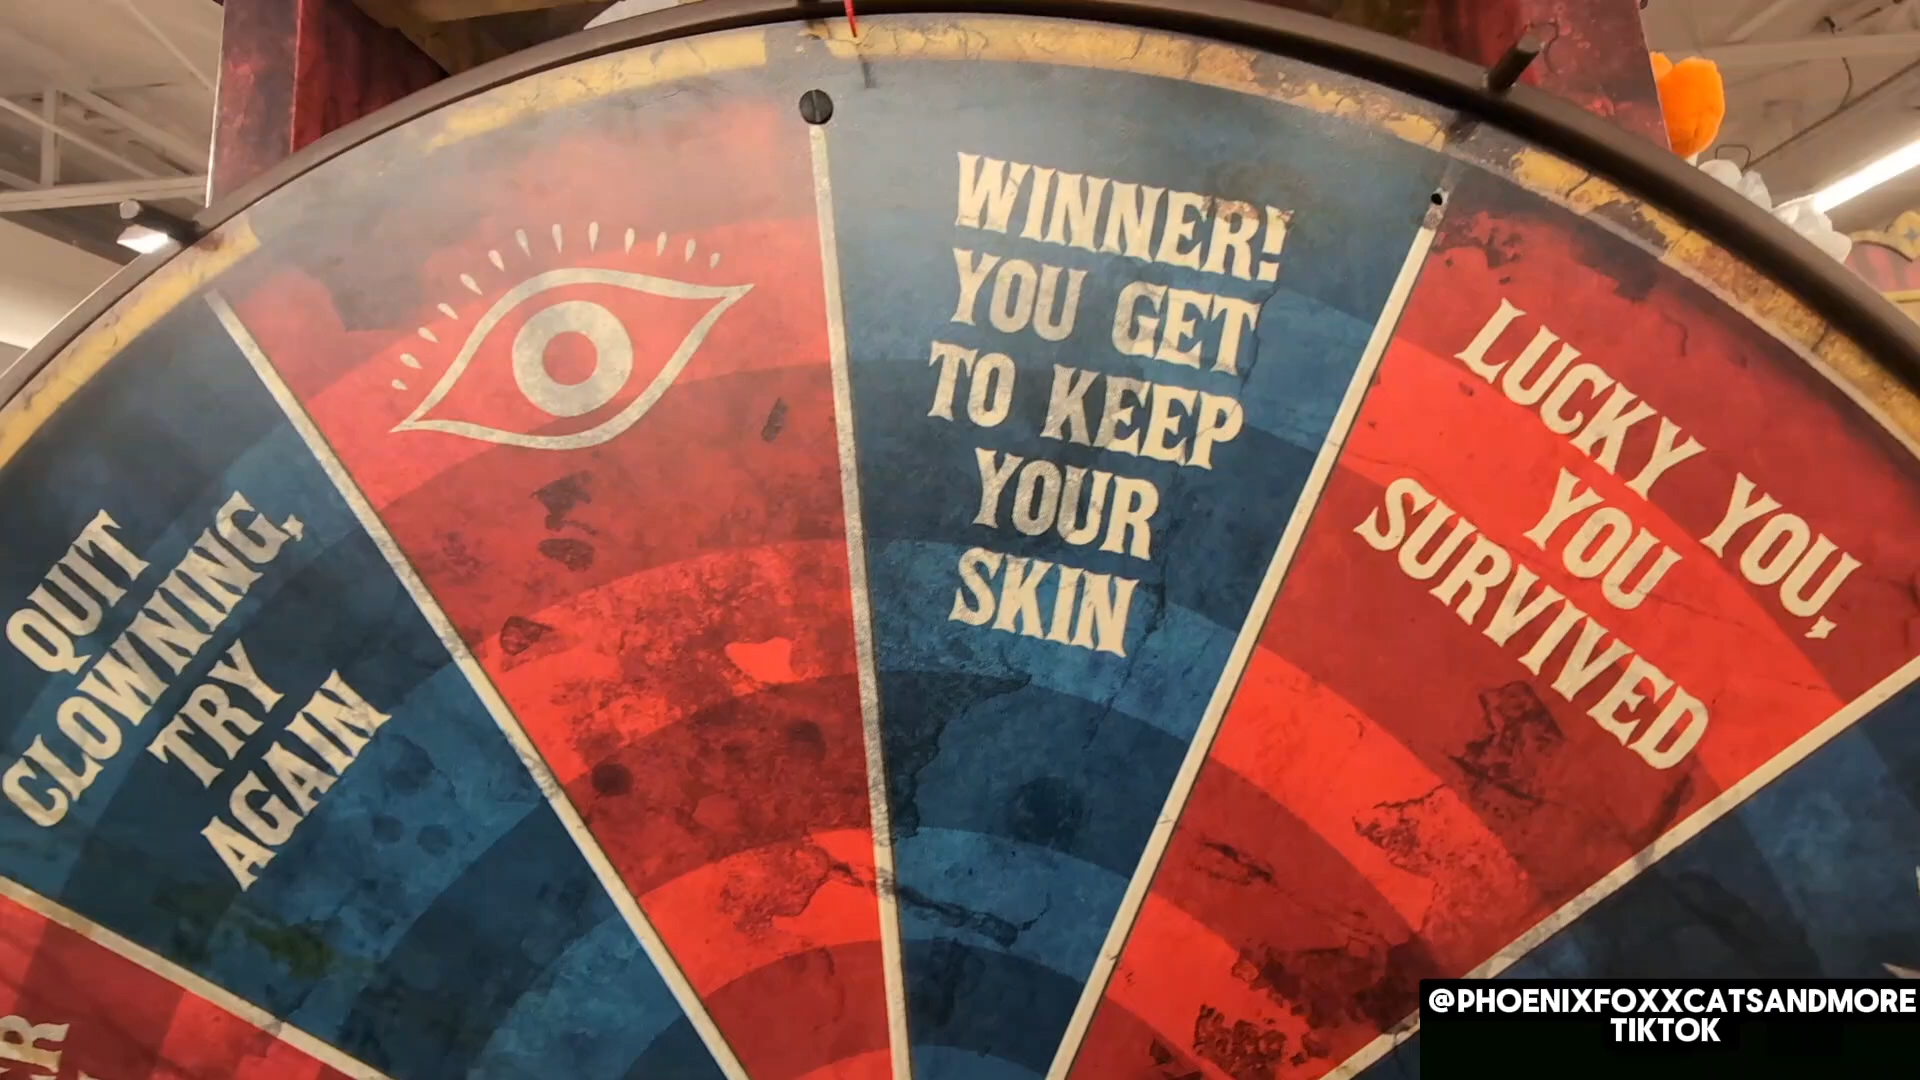 QUIT
CLOWNING,
TRY
AGAIN
WINNER!
YOU GET
TO KEEP
YOUR
SKIN
LUCKY YOU,
YOU
SURVIVED
@PHOENIXFOXXCATSANDMORE
TIKTOK